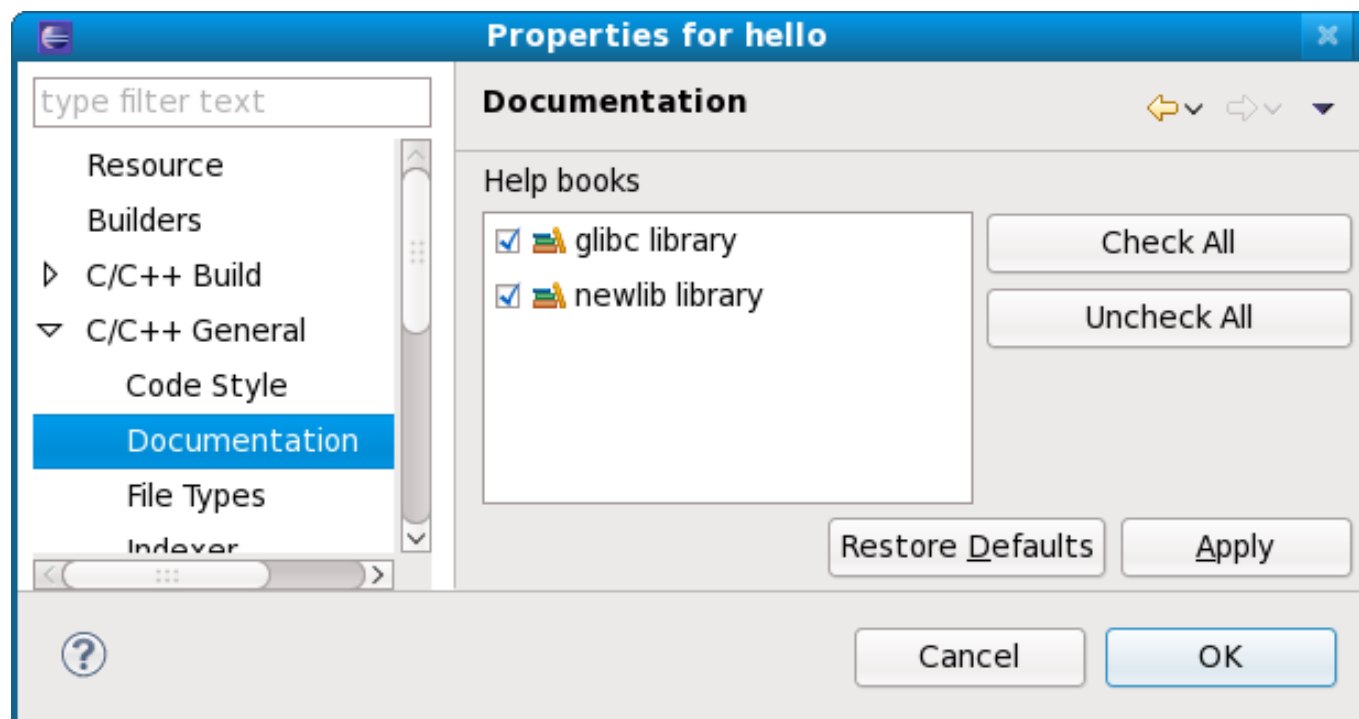 Properties for hello
type filter text
Resource
Builders
C/C++ Build
C/C++ General
Code Style
Documentation
File Types
Indexer
Documentation
Help books
glibc library
newlib library
Check All
Uncheck All
Restore Defaults
Apply
Cancel
OK